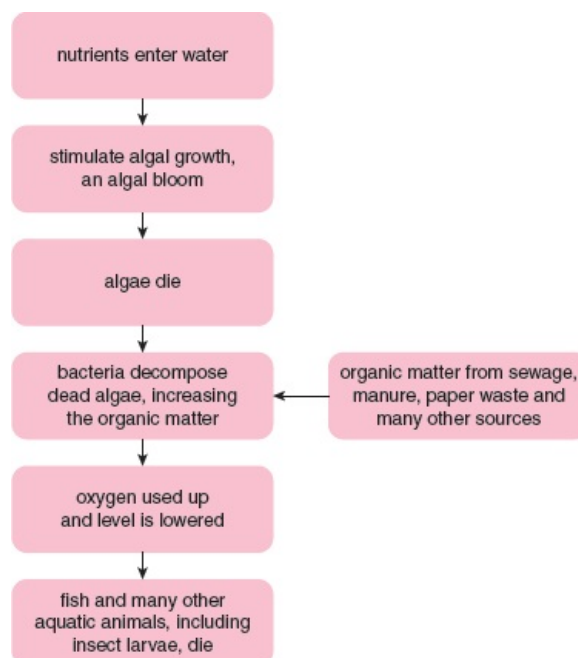 nutrients enter water
stimulate algal growth,
an algal bloom
algae die
bacteria decompose
dead algae, increasing
the organic matter
organic matter from sewage,
manure, paper waste and
many other sources
oxygen used up
and level is lowered
fish and many other
aquatic animals, including
insect larvae, die